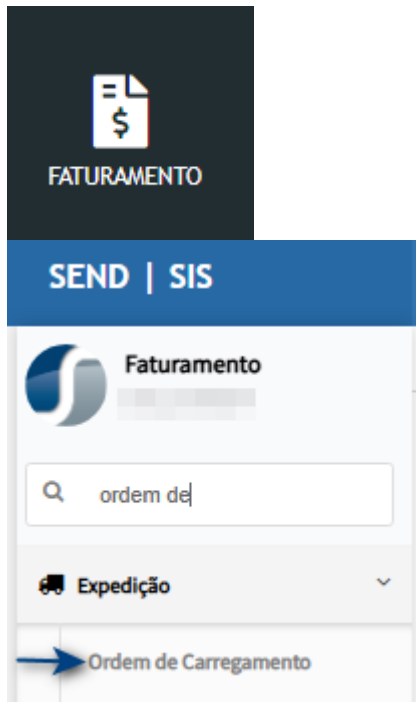 FATURAMENTO
SEND | SIS
Faturamento
ordem de
Expedição
Ordem de Carregamento